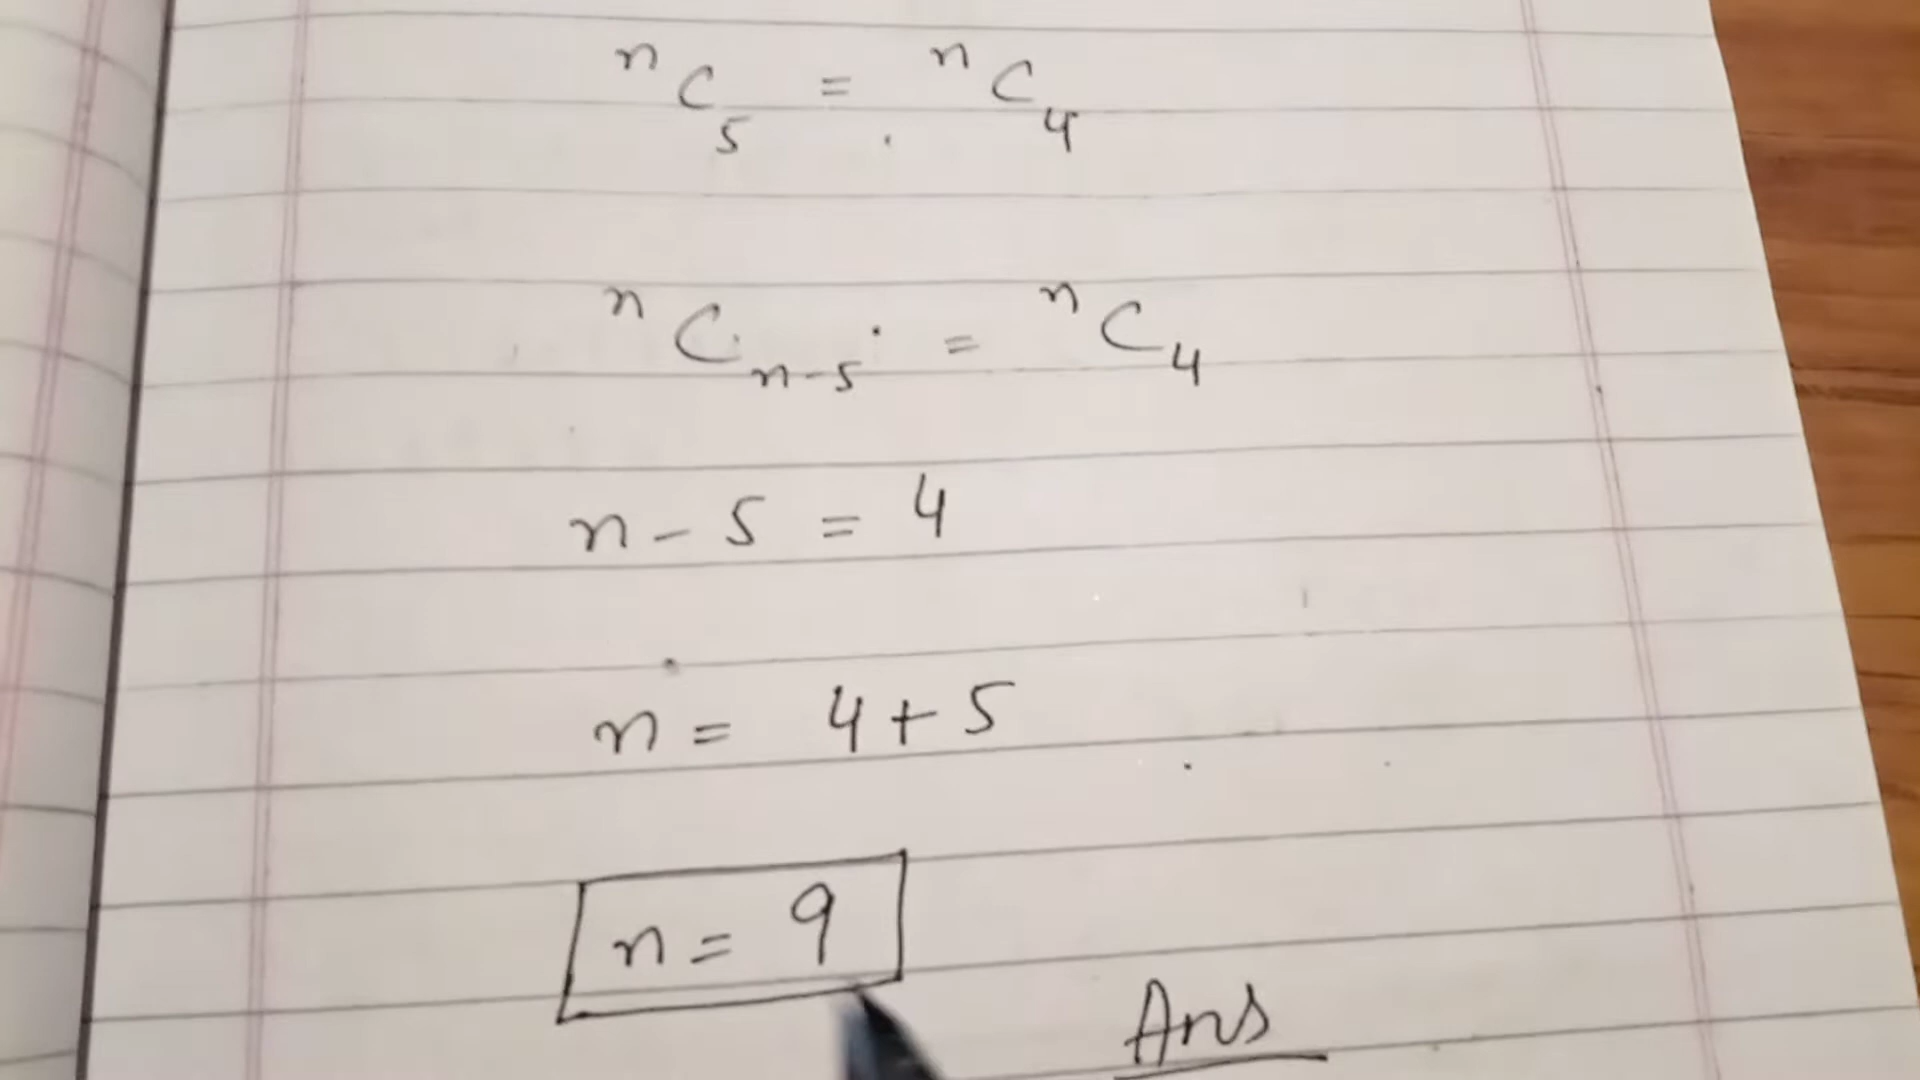 ⁿC₅ = ⁿC₄
ⁿCₙ₋₅ = ⁿC₄
n - 5 = 4
n = 4 + 5
n = 9
Ans